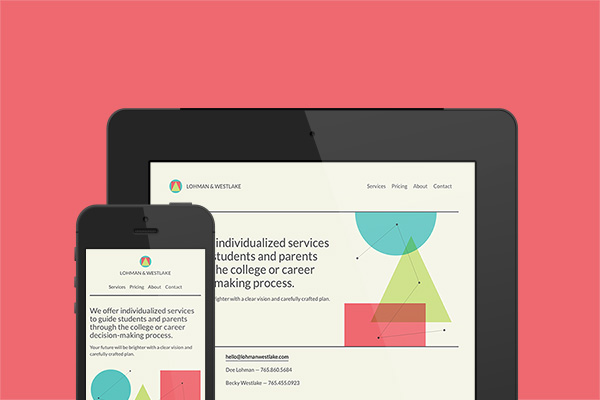 LOHMAN & WESTLAKE
Services Pricing About Contact
individualized services
students and parents
the college or career
making process.
brighter with a clear vision and carefully crafted plan.
hello@lohmanwestlake.com
Dee Lohman — 765.860.5684
Becky Westlake — 765.455.0923
LOHMAN & WESTLAKE
Services Pricing About Contact
We offer individualized services
to guide students and parents
through the college or career
decision-making process.
Your future will be brighter with a clear vision and
carefully crafted plan.